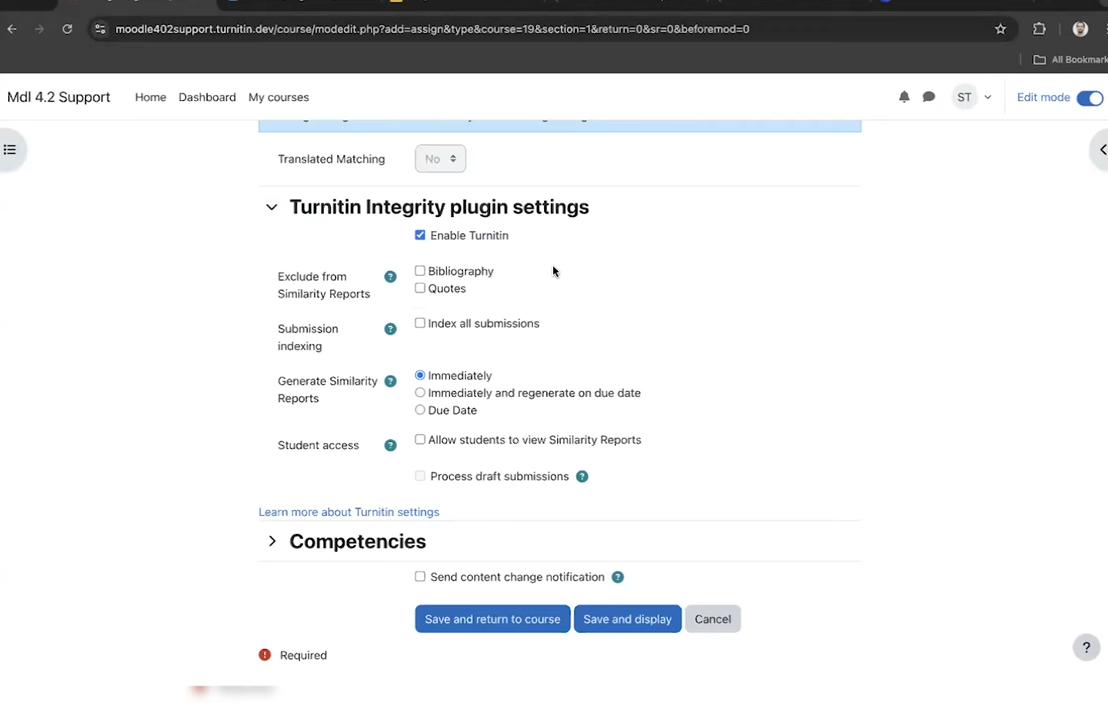 moodle402support.turnitin.dev/course/modedit.php?add=assign&type&course=19&section=1&return=0&sr=0&beforemod=0
All Bookmark
Mdl 4.2 Support Home Dashboard My courses ST Edit mode
Translated Matching No
Turnitin Integrity plugin settings
Enable Turnitin
Exclude from Similarity Reports ? Bibliography
Quotes
Submission indexing ? Index all submissions
Generate Similarity Reports ? Immediately
Immediately and regenerate on due date
Due Date
Student access ? Allow students to view Similarity Reports
Process draft submissions ?
Learn more about Turnitin settings
Competencies
Send content change notification ?
Save and return to course Save and display Cancel
! Required
?